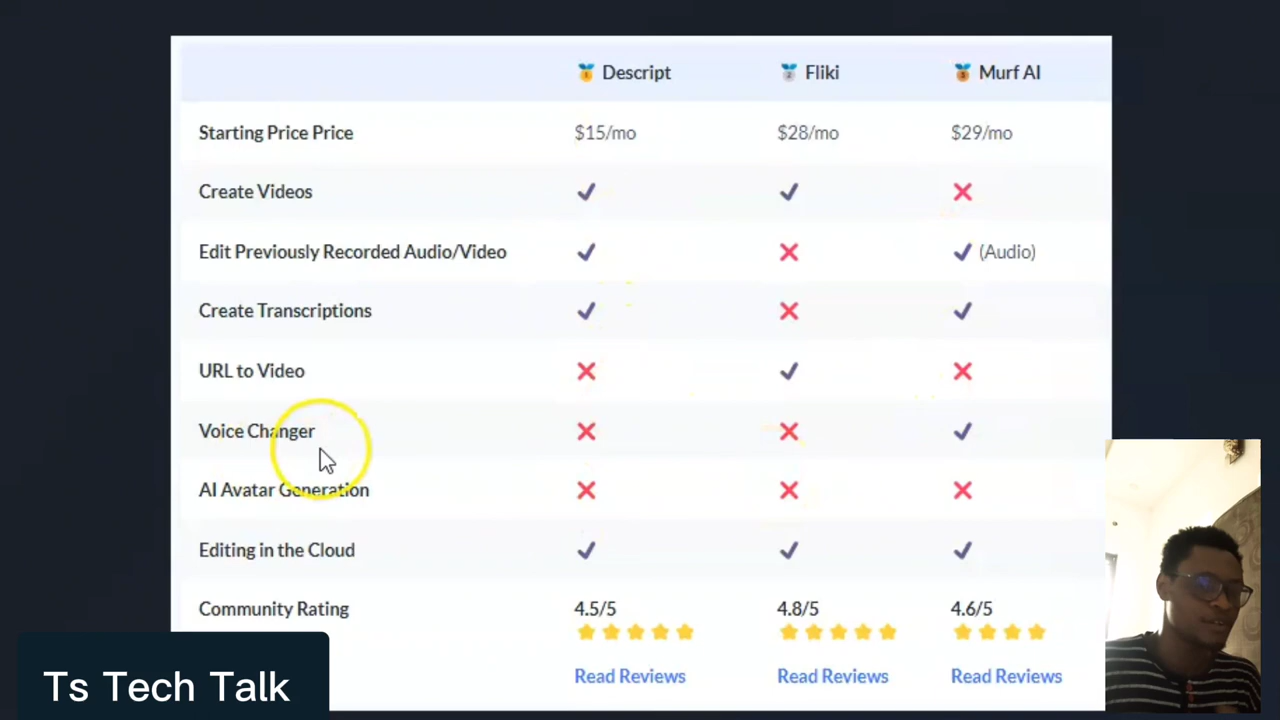 Descript Fliki Murf AI
Starting Price Price $15/mo $28/mo $29/mo
Create Videos
Edit Previously Recorded Audio/Video (Audio)
Create Transcriptions
URL to Video
Voice Changer
AI Avatar Generation
Editing in the Cloud
Community Rating 4.5/5 4.8/5 4.6/5
Read Reviews Read Reviews Read Reviews
Ts Tech Talk